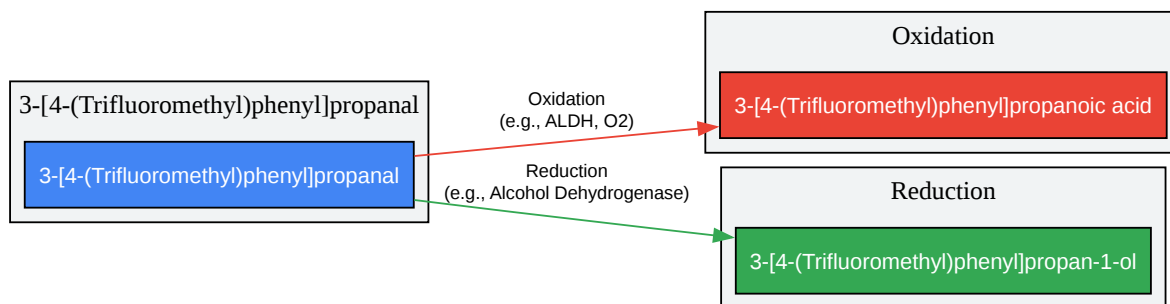 3-[4-(Trifluoromethyl)phenyl]propanal
3-[4-(Trifluoromethyl)phenyl]propanal
Oxidation
(e.g., ALDH, O2)
Reduction
(e.g., Alcohol Dehydrogenase)
Oxidation
3-[4-(Trifluoromethyl)phenyl]propanoic acid
Reduction
3-[4-(Trifluoromethyl)phenyl]propan-1-ol